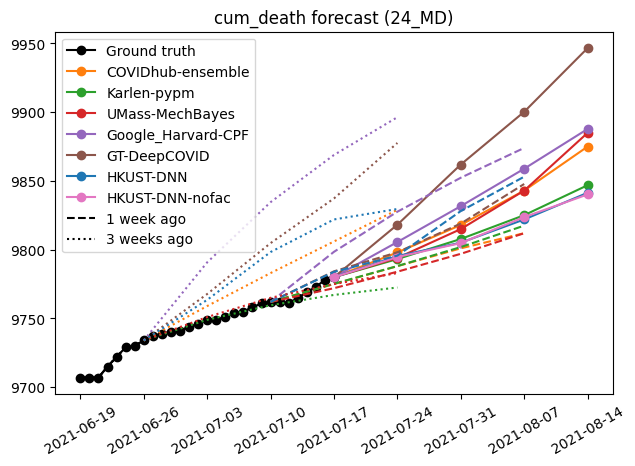 cum_death forecast (24_MD)
9950
9900
9850
9800
9750
9700
Ground truth
COVIDhub-ensemble
Karlen-pypm
UMass-MechBayes
Google_Harvard-CPF
GT-DeepCOVID
HKUST-DNN
HKUST-DNN-nofac
1 week ago
3 weeks ago
2021-06-19
2021-06-26
2021-07-03
2021-07-10
2021-07-17
2021-07-24
2021-07-31
2021-08-07
2021-08-14